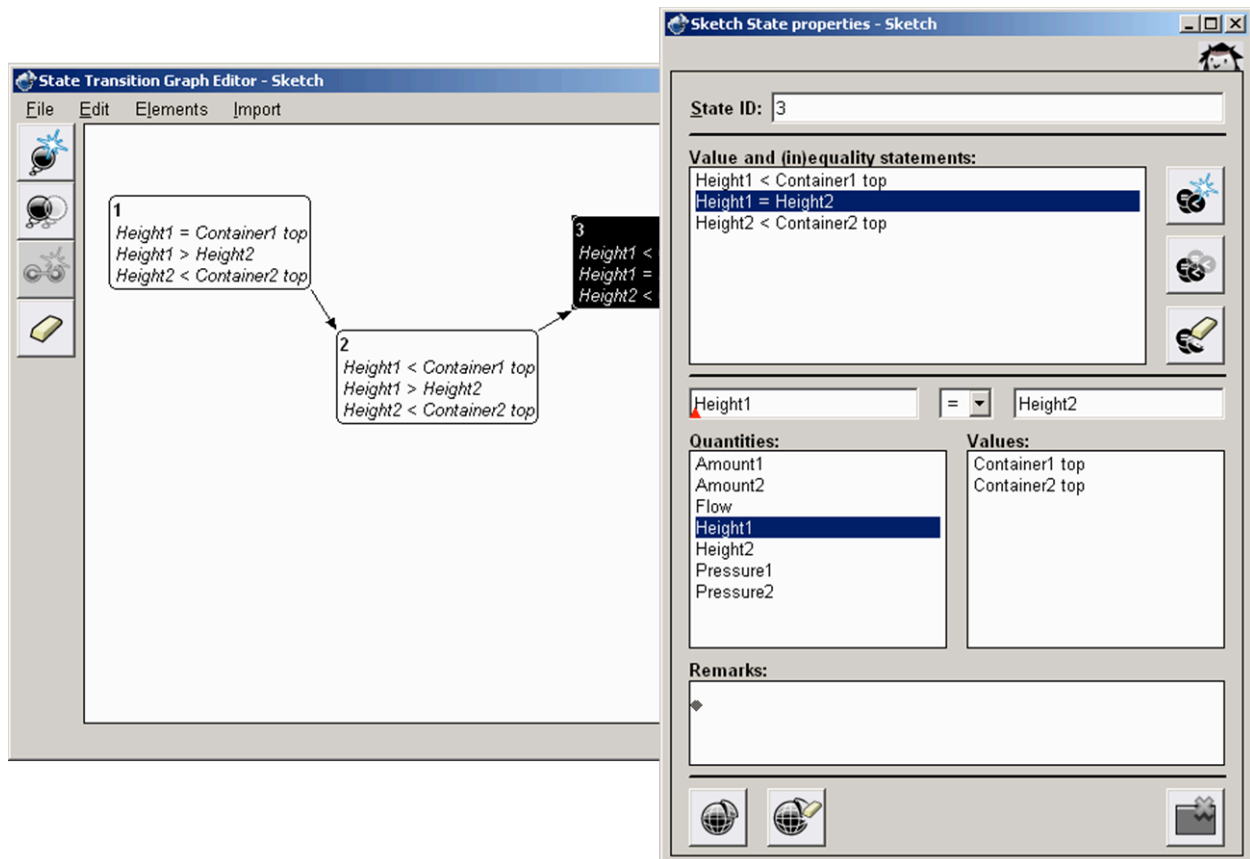 State Transition Graph Editor - Sketch
File Edit Elements Import
1
Height1 = Container1 top
Height1 > Height2
Height2 < Container2 top
2
Height1 < Container1 top
Height1 > Height2
Height2 < Container2 top
3
Height1 <
Height1 =
Height2 <
Sketch State properties - Sketch
State ID: 3
Value and (in)equality statements:
Height1 < Container1 top
Height1 = Height2
Height2 < Container2 top
Height1 = Height2
Quantities:
Amount1
Amount2
Flow
Height1
Height2
Pressure1
Pressure2
Values:
Container1 top
Container2 top
Remarks: